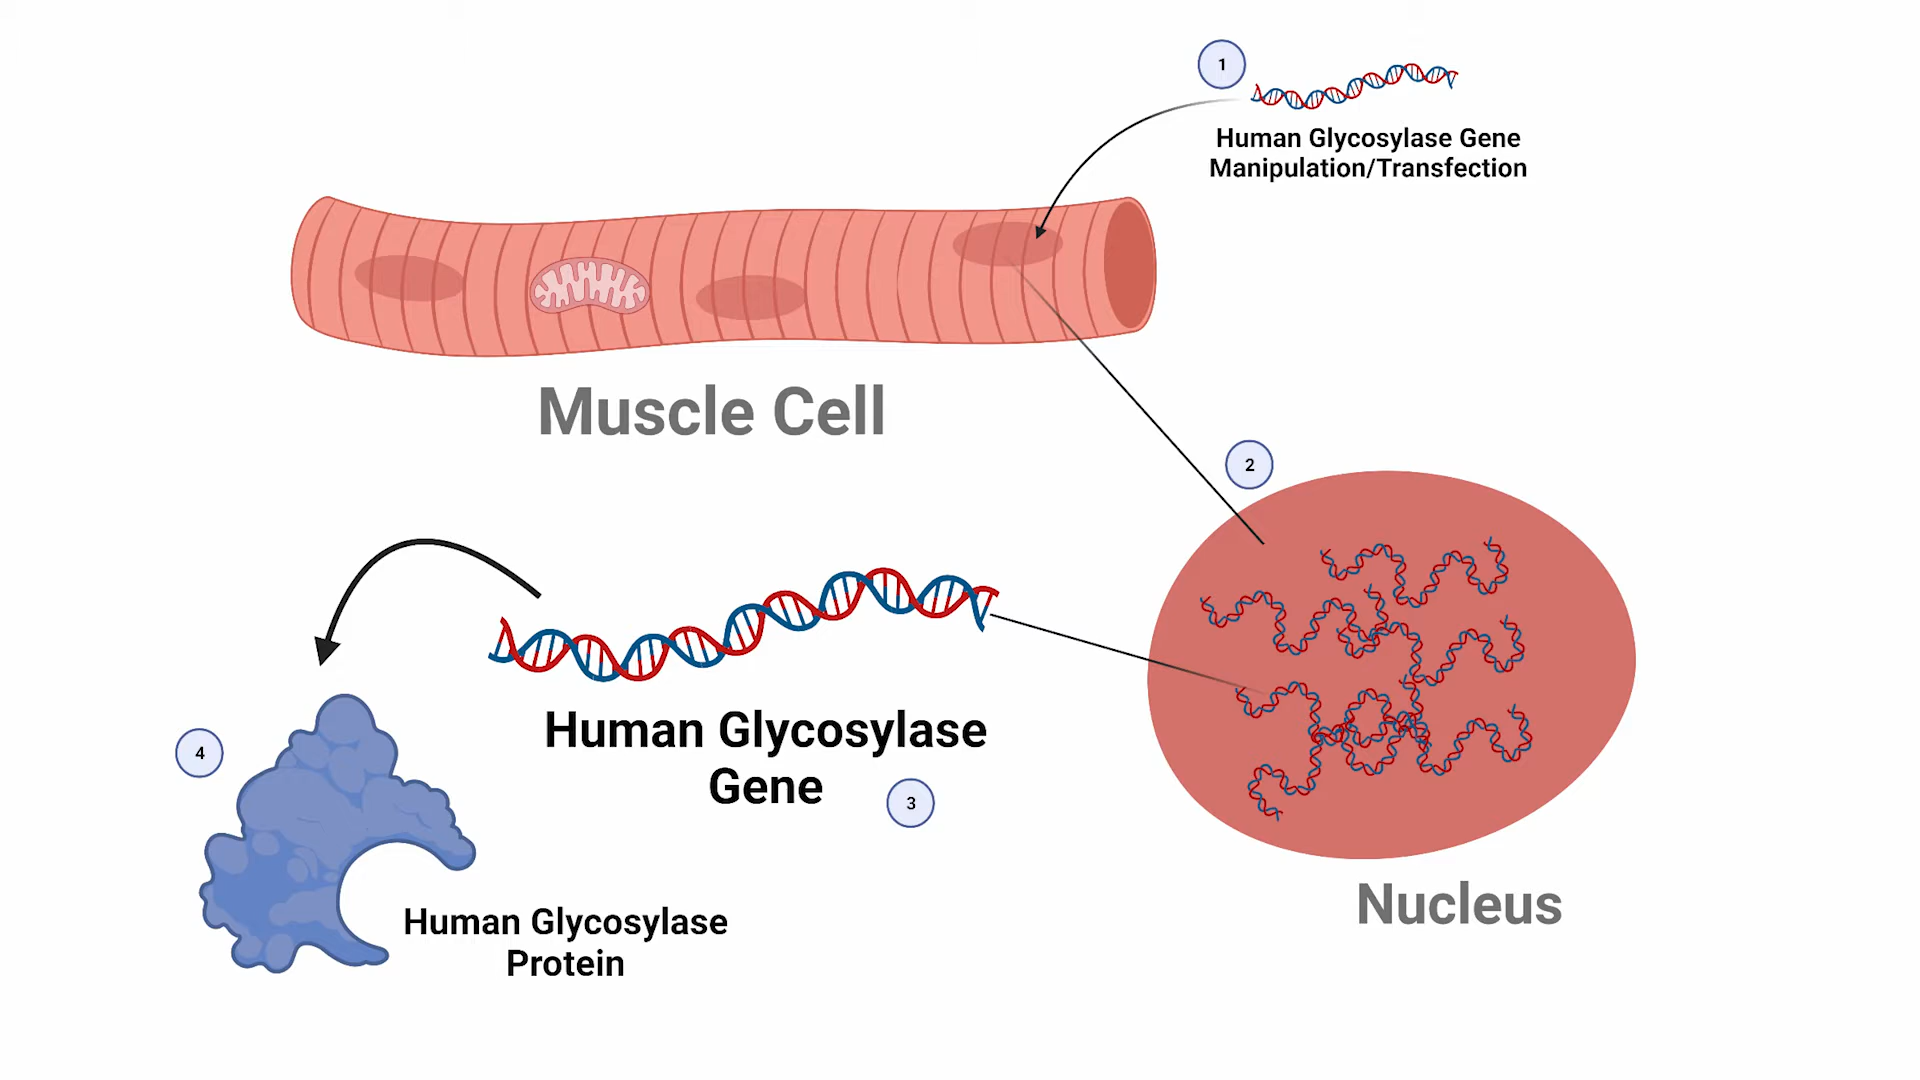 1
Human Glycosylase Gene
Manipulation/Transfection
Muscle Cell
2
Nucleus
Human Glycosylase
Gene
3
4
Human Glycosylase
Protein